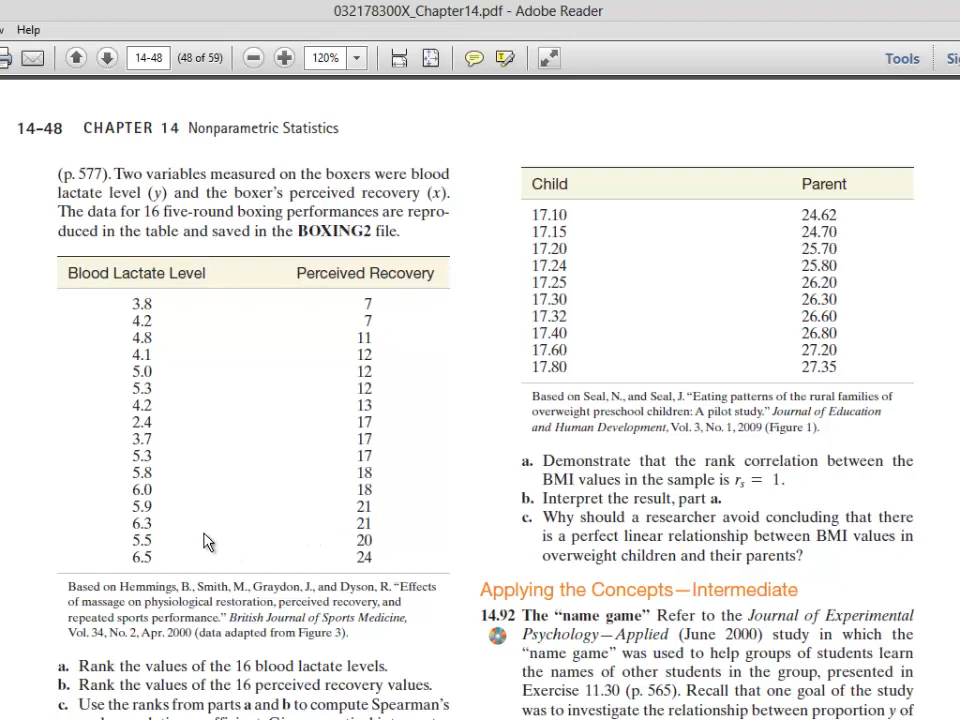 032178300X_Chapter14.pdf - Adobe Reader
Help
14-48
(48 of 59)
120%
Tools
14–48 CHAPTER 14 Nonparametric Statistics
(p. 577). Two variables measured on the boxers were blood
lactate level (y) and the boxer's perceived recovery (x).
The data for 16 five-round boxing performances are repro-
duced in the table and saved in the BOXING2 file.
Blood Lactate Level Perceived Recovery
3.8 7
4.2 7
4.8 11
4.1 12
5.0 12
5.3 12
4.2 13
2.4 17
3.7 17
5.3 17
5.8 18
6.0 18
5.9 21
6.3 21
5.5 20
6.5 24
Based on Hemmings, B., Smith, M., Graydon, J., and Dyson, R. “Effects
of massage on physiological restoration, perceived recovery, and
repeated sports performance.” British Journal of Sports Medicine,
Vol. 34, No. 2, Apr. 2000 (data adapted from Figure 3).
a. Rank the values of the 16 blood lactate levels.
b. Rank the values of the 16 perceived recovery values.
c. Use the ranks from parts a and b to compute Spearman's
Child Parent
17.10 24.62
17.15 24.70
17.20 25.70
17.24 25.80
17.25 26.20
17.30 26.30
17.32 26.60
17.40 26.80
17.60 27.20
17.80 27.35
Based on Seal, N., and Seal, J. “Eating patterns of the rural families of
overweight preschool children: A pilot study.” Journal of Education
and Human Development, Vol. 3, No. 1, 2009 (Figure 1).
a. Demonstrate that the rank correlation between the
BMI values in the sample is rs = 1.
b. Interpret the result, part a.
c. Why should a researcher avoid concluding that there
is a perfect linear relationship between BMI values in
overweight children and their parents?
Applying the Concepts—Intermediate
14.92 The “name game” Refer to the Journal of Experimental
Psychology—Applied (June 2000) study in which the
“name game” was used to help groups of students learn
the names of other students in the group, presented in
Exercise 11.30 (p. 565). Recall that one goal of the study
was to investigate the relationship between proportion y of